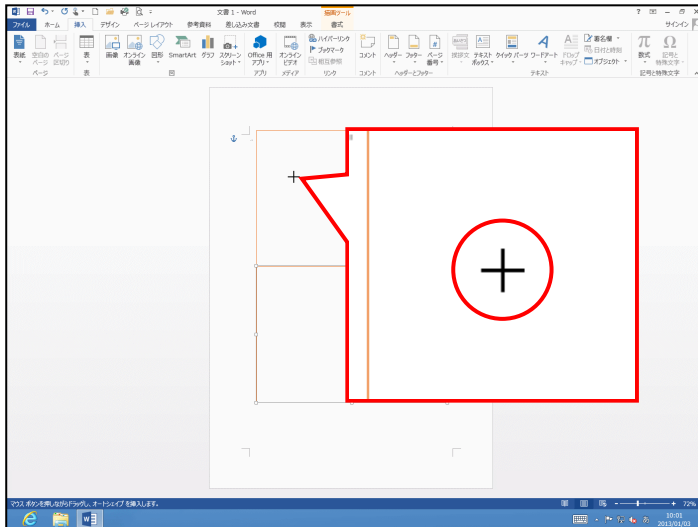 文書 1 - Word
描画ツール
ファイル ホーム 挿入 デザイン ページ レイアウト 参考資料 差し込み文書 校閲 表示 書式 サインイン
表紙 空白の ページ 表 画像 オンライン 図形 SmartArt グラフ スクリーン Office 用 オンライン ハイパーリンク コメント ヘッダー フッター ページ 挨拶文 テキスト クイック パーツ ワードアート ドロップ 署名欄 数式 記号と
ページ 区切り 画像 ショット アプリ ビデオ ブックマーク 番号 ボックス キャップ 日付と時刻 特殊文字
相互参照 オブジェクト
ページ 表 図 アプリ メディア リンク コメント ヘッダーとフッター テキスト 記号と特殊文字
マウス ボタンを押しながらドラッグし、オートシェイプ を挿入します。 72%
10:01
2013/01/03